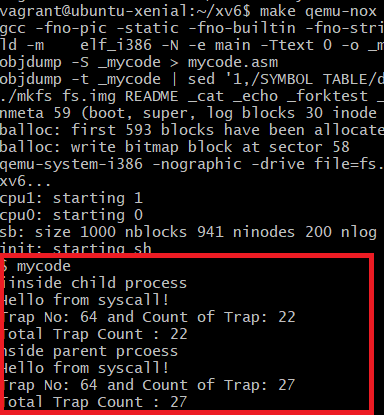 vagrant@ubuntu-xenial:~/xv6$ make qemu-nox
gcc -fno-pic -static -fno-builtin -fno-stri
ld -m    elf_i386 -N -e main -Ttext 0 -o _m
objdump -S _mycode > mycode.asm
objdump -t _mycode | sed '1,/SYMBOL TABLE/d
./mkfs fs.img README _cat _echo _forktest _
nmeta 59 (boot, super, log blocks 30 inode
balloc: first 593 blocks have been allocate
balloc: write bitmap block at sector 58
qemu-system-i386 -nographic -drive file=fs.
xv6...
cpu1: starting 1
cpu0: starting 0
sb: size 1000 nblocks 941 ninodes 200 nlog
init: starting sh
$ mycode
iinside child process
Hello from syscall!
Trap No: 64 and Count of Trap: 22
Total Trap Count : 22
nside parent prcoess
Hello from syscall!
Trap No: 64 and Count of Trap: 27
Total Trap Count : 27